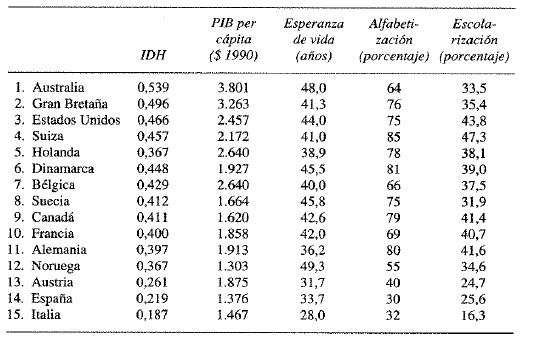 PIB per Esperanza Alfabeti- Escola-
cápita de vida zación rización
IDH ($ 1990) (años) (porcentaje) (porcentaje)
1. Australia 0,539 3.801 48,0 64 33,5
2. Gran Bretaña 0,496 3.263 41,3 76 35,4
3. Estados Unidos 0,466 2.457 44,0 75 43,8
4. Suiza 0,457 2.172 41,0 85 47,3
5. Holanda 0,367 2.640 38,9 78 38,1
6. Dinamarca 0,448 1.927 45,5 81 39,0
7. Bélgica 0,429 2.640 40,0 66 37,5
8. Suecia 0,412 1.664 45,8 75 31,9
9. Canadá 0,411 1.620 42,6 79 41,4
10. Francia 0,400 1.858 42,0 69 40,7
11. Alemania 0,397 1.913 36,2 80 41,6
12. Noruega 0,367 1.303 49,3 55 34,6
13. Austria 0,261 1.875 31,7 40 24,7
14. España 0,219 1.376 33,7 30 25,6
15. Italia 0,187 1.467 28,0 32 16,3